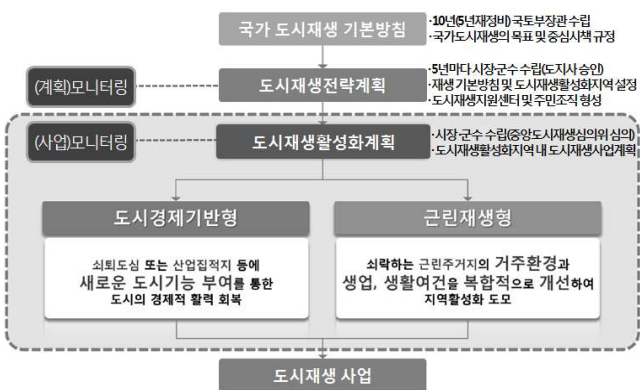 국가 도시재생 기본방침
·10년(5년재정비) 국토부장관 수립
·국가도시재생의 목표 및 중심시책 규정
(계획)모니터링
도시재생전략계획
·5년마다 시장·군수 수립(도지사 승인)
·재생 기본방침 및 도시재생활성화지역 설정
·도시재생지원센터 및 주민조직 형성
(사업)모니터링
도시재생활성화계획
·시장·군수 수립(중앙도시재생심의위 심의)
·도시재생활성화지역 내 도시재생사업계획
도시경제기반형
쇠퇴도심 또는 산업집적지 등에
새로운 도시기능 부여를 통한
도시의 경제적 활력 회복
근린재생형
쇠락하는 근린주거지의 거주환경과
생업, 생활여건을 복합적으로 개선하여
지역활성화 도모
도시재생 사업